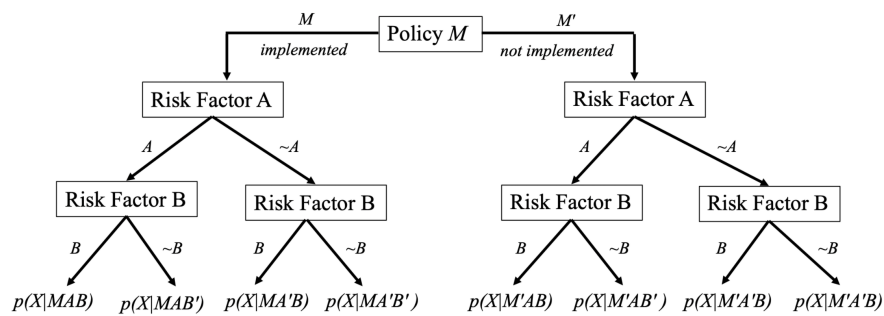 M
Policy M
M'
implemented
not implemented
Risk Factor A
Risk Factor A
A
~A
A
~A
Risk Factor B
Risk Factor B
Risk Factor B
Risk Factor B
B
~B
B
~B
B
~B
B
~B
p(X|MAB)
p(X|MAB')
p(X|MA'B)
p(X|MA'B' )
p(X|M'AB)
p(X|M'AB' )
p(X|M'A'B)
p(X|M'A'B)